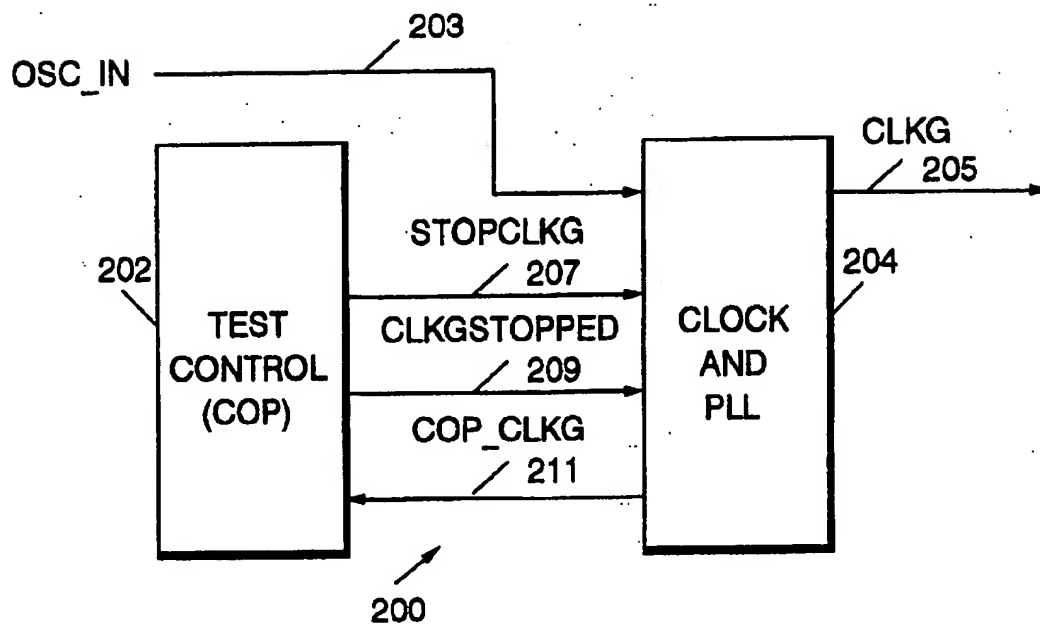 203
OSC_IN
CLKG
205
STOPCLKG
207
202
204
TEST
CONTROL
(COP)
CLKGSTOPPED
209
CLOCK
AND
PLL
COP_CLKG
211
200